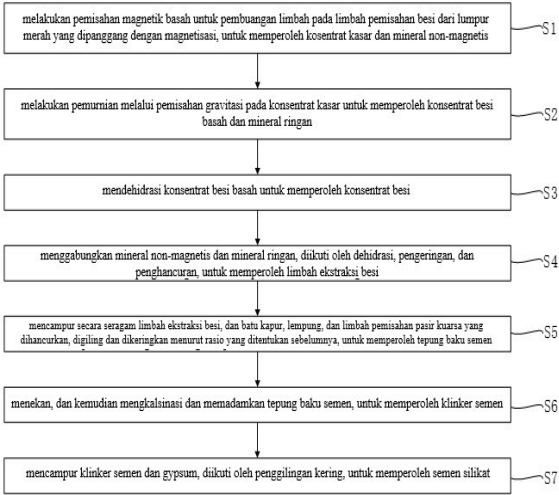 melakukan pemisahan magnetik basah untuk pembuangan limbah pada limbah pemisahan besi dari lumpur
merah yang dipanggang dengan magnetisasi, untuk memperoleh kosentrat kasar dan mineral non-magnetis
S1
melakukan pemurnian melalui pemisahan gravitasi pada konsentrat kasar untuk memperoleh konsentrat besi
basah dan mineral ringan
S2
mendehidrasi konsentrat besi basah untuk memperoleh konsentrat besi
S3
menggabungkan mineral non-magnetis dan mineral ringan, diikuti oleh dehidrasi, pengeringan, dan
penghancuran, untuk memperoleh limbah ekstraksi besi
S4
mencampur secara seragam limbah ekstraksi besi, dan batu kapur, lempung, dan limbah pemisahan pasir kuarsa yang
dihancurkan, digiling dan dikeringkan menurut rasio yang ditentukan sebelumnya, untuk memperoleh tepung baku semen
S5
menekan, dan kemudian mengkalsinasi dan memadamkan tepung baku semen, untuk memperoleh klinker semen
S6
mencampur klinker semen dan gypsum, diikuti oleh penggilingan kering, untuk memperoleh semen silikat
S7